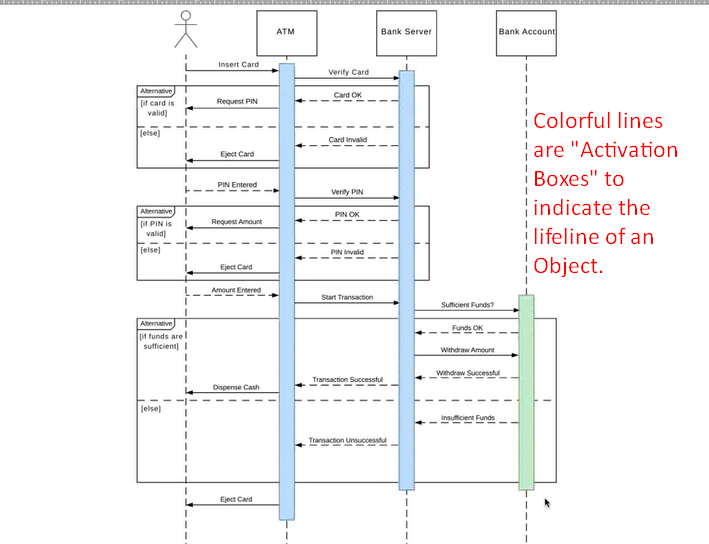 ATM
Bank Server
Bank Account
Insert Card
Verify Card
Alternative
Card OK
[if card is
valid]
Request PIN
[else]
Card Invalid
Eject Card
PIN Entered
Verify PIN
Alternative
PIN OK
[if PIN is
valid]
Request Amount
[else]
PIN Invalid
Eject Card
Amount Entered
Start Transaction
Sufficient Funds?
Alternative
Funds OK
[if funds are
sufficient]
Withdraw Amount
Withdraw Successful
Transaction Successful
Dispense Cash
[else]
Insufficient Funds
Transaction Unsuccessful
Eject Card
Colorful lines
are "Activation
Boxes" to
indicate the
lifeline of an
Object.